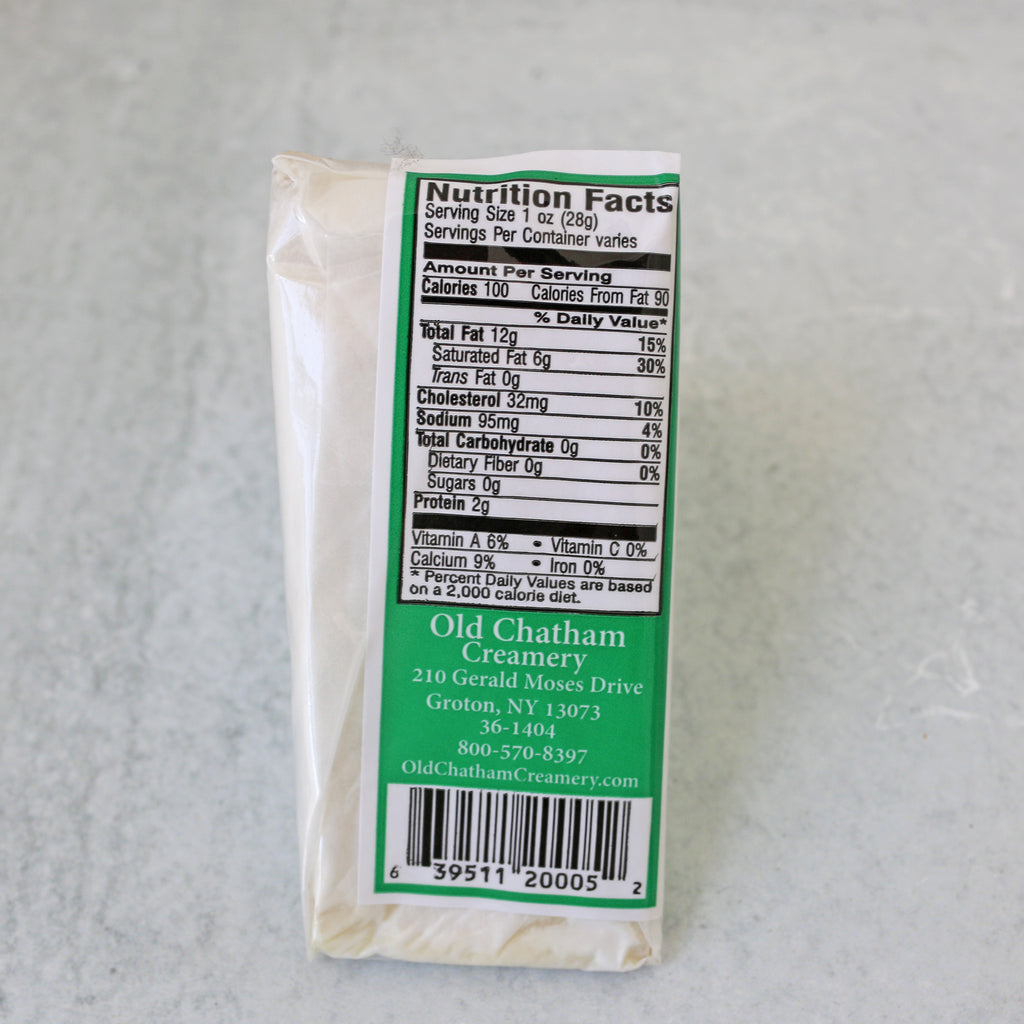 Nutrition Facts
Serving Size 1 oz (28g)
Servings Per Container varies
Amount Per Serving
Calories 100 Calories From Fat 90
% Daily Value*
Total Fat 12g 15%
Saturated Fat 6g 30%
Trans Fat 0g
Cholesterol 32mg 10%
Sodium 95mg 4%
Total Carbohydrate 0g 0%
Dietary Fiber 0g 0%
Sugars 0g
Protein 2g
Vitamin A 6% • Vitamin C 0%
Calcium 9% • Iron 0%
* Percent Daily Values are based
on a 2,000 calorie diet.
Old Chatham
Creamery
210 Gerald Moses Drive
Groton, NY 13073
36-1404
800-570-8397
OldChathamCreamery.com
6 39511 20005 2